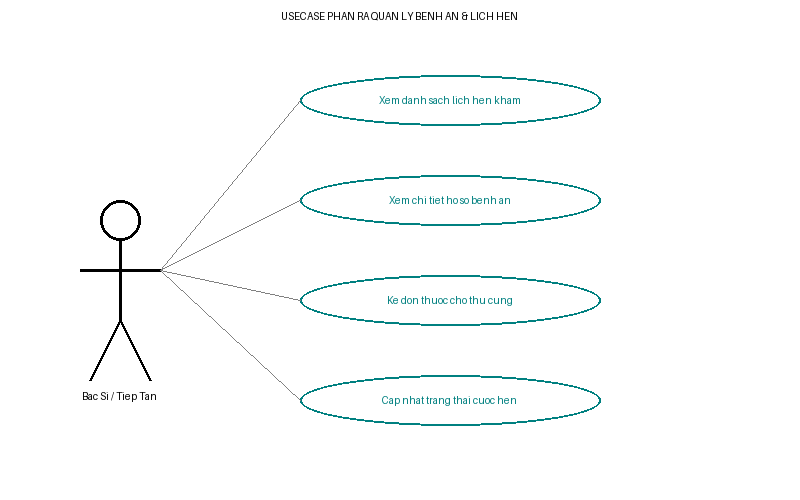 USECASE PHAN RA QUAN LY BENH AN & LICH HEN
Xem danh sach lich hen kham
Xem chi tiet ho so benh an
Ke don thuoc cho thu cung
Cap nhat trang thai cuoc hen
Bac Si / Tiep Tan